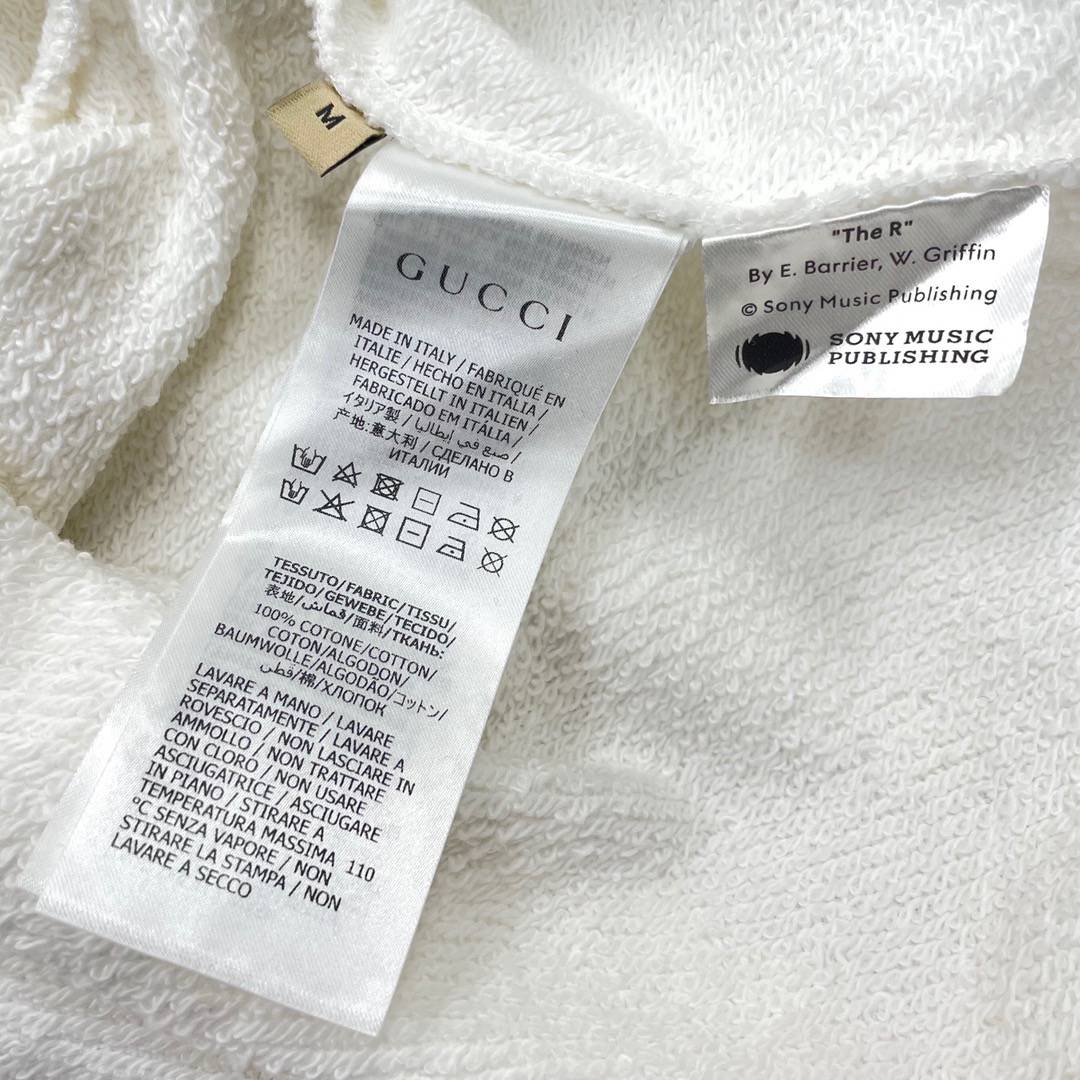 M
GUCCI
MADE IN ITALY / FABRIQUÉ EN
ITALIE / HECHO EN ITALIA /
HERGESTELLT IN ITALIEN /
FABRICADO EM ITÁLIA /
イタリア製 / صنع في إيطاليا /
产地:意大利 / СДЕЛАНО В
ИТАЛИИ
TESSUTO/FABRIC/TISSU/
TEJIDO/GEWEBE/TECIDO/
表地/قماش/面料/ТКАНЬ:
100% COTONE/COTTON/
COTON/ALGODON/
BAUMWOLLE/ALGODÃO/コットン/
قطن/棉/ХЛОПОК
LAVARE A MANO / LAVARE
SEPARATAMENTE / LAVARE A
ROVESCIO / NON LASCIARE IN
AMMOLLO / NON TRATTARE
CON CLORO / NON USARE
ASCIUGATRICE / ASCIUGARE
IN PIANO / STIRARE A
TEMPERATURA MASSIMA 110
°C SENZA VAPORE / NON
STIRARE LA STAMPA / NON
LAVARE A SECCO
"The R"
By E. Barrier, W. Griffin
© Sony Music Publishing
SONY MUSIC
PUBLISHING